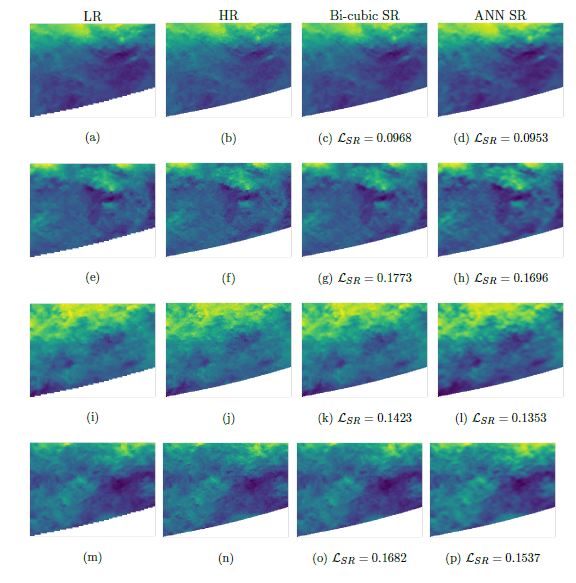 LR HR Bi-cubic SR ANN SR
(a) (b) (c) ℒ_SR = 0.0968 (d) ℒ_SR = 0.0953
(e) (f) (g) ℒ_SR = 0.1773 (h) ℒ_SR = 0.1696
(i) (j) (k) ℒ_SR = 0.1423 (l) ℒ_SR = 0.1353
(m) (n) (o) ℒ_SR = 0.1682 (p) ℒ_SR = 0.1537